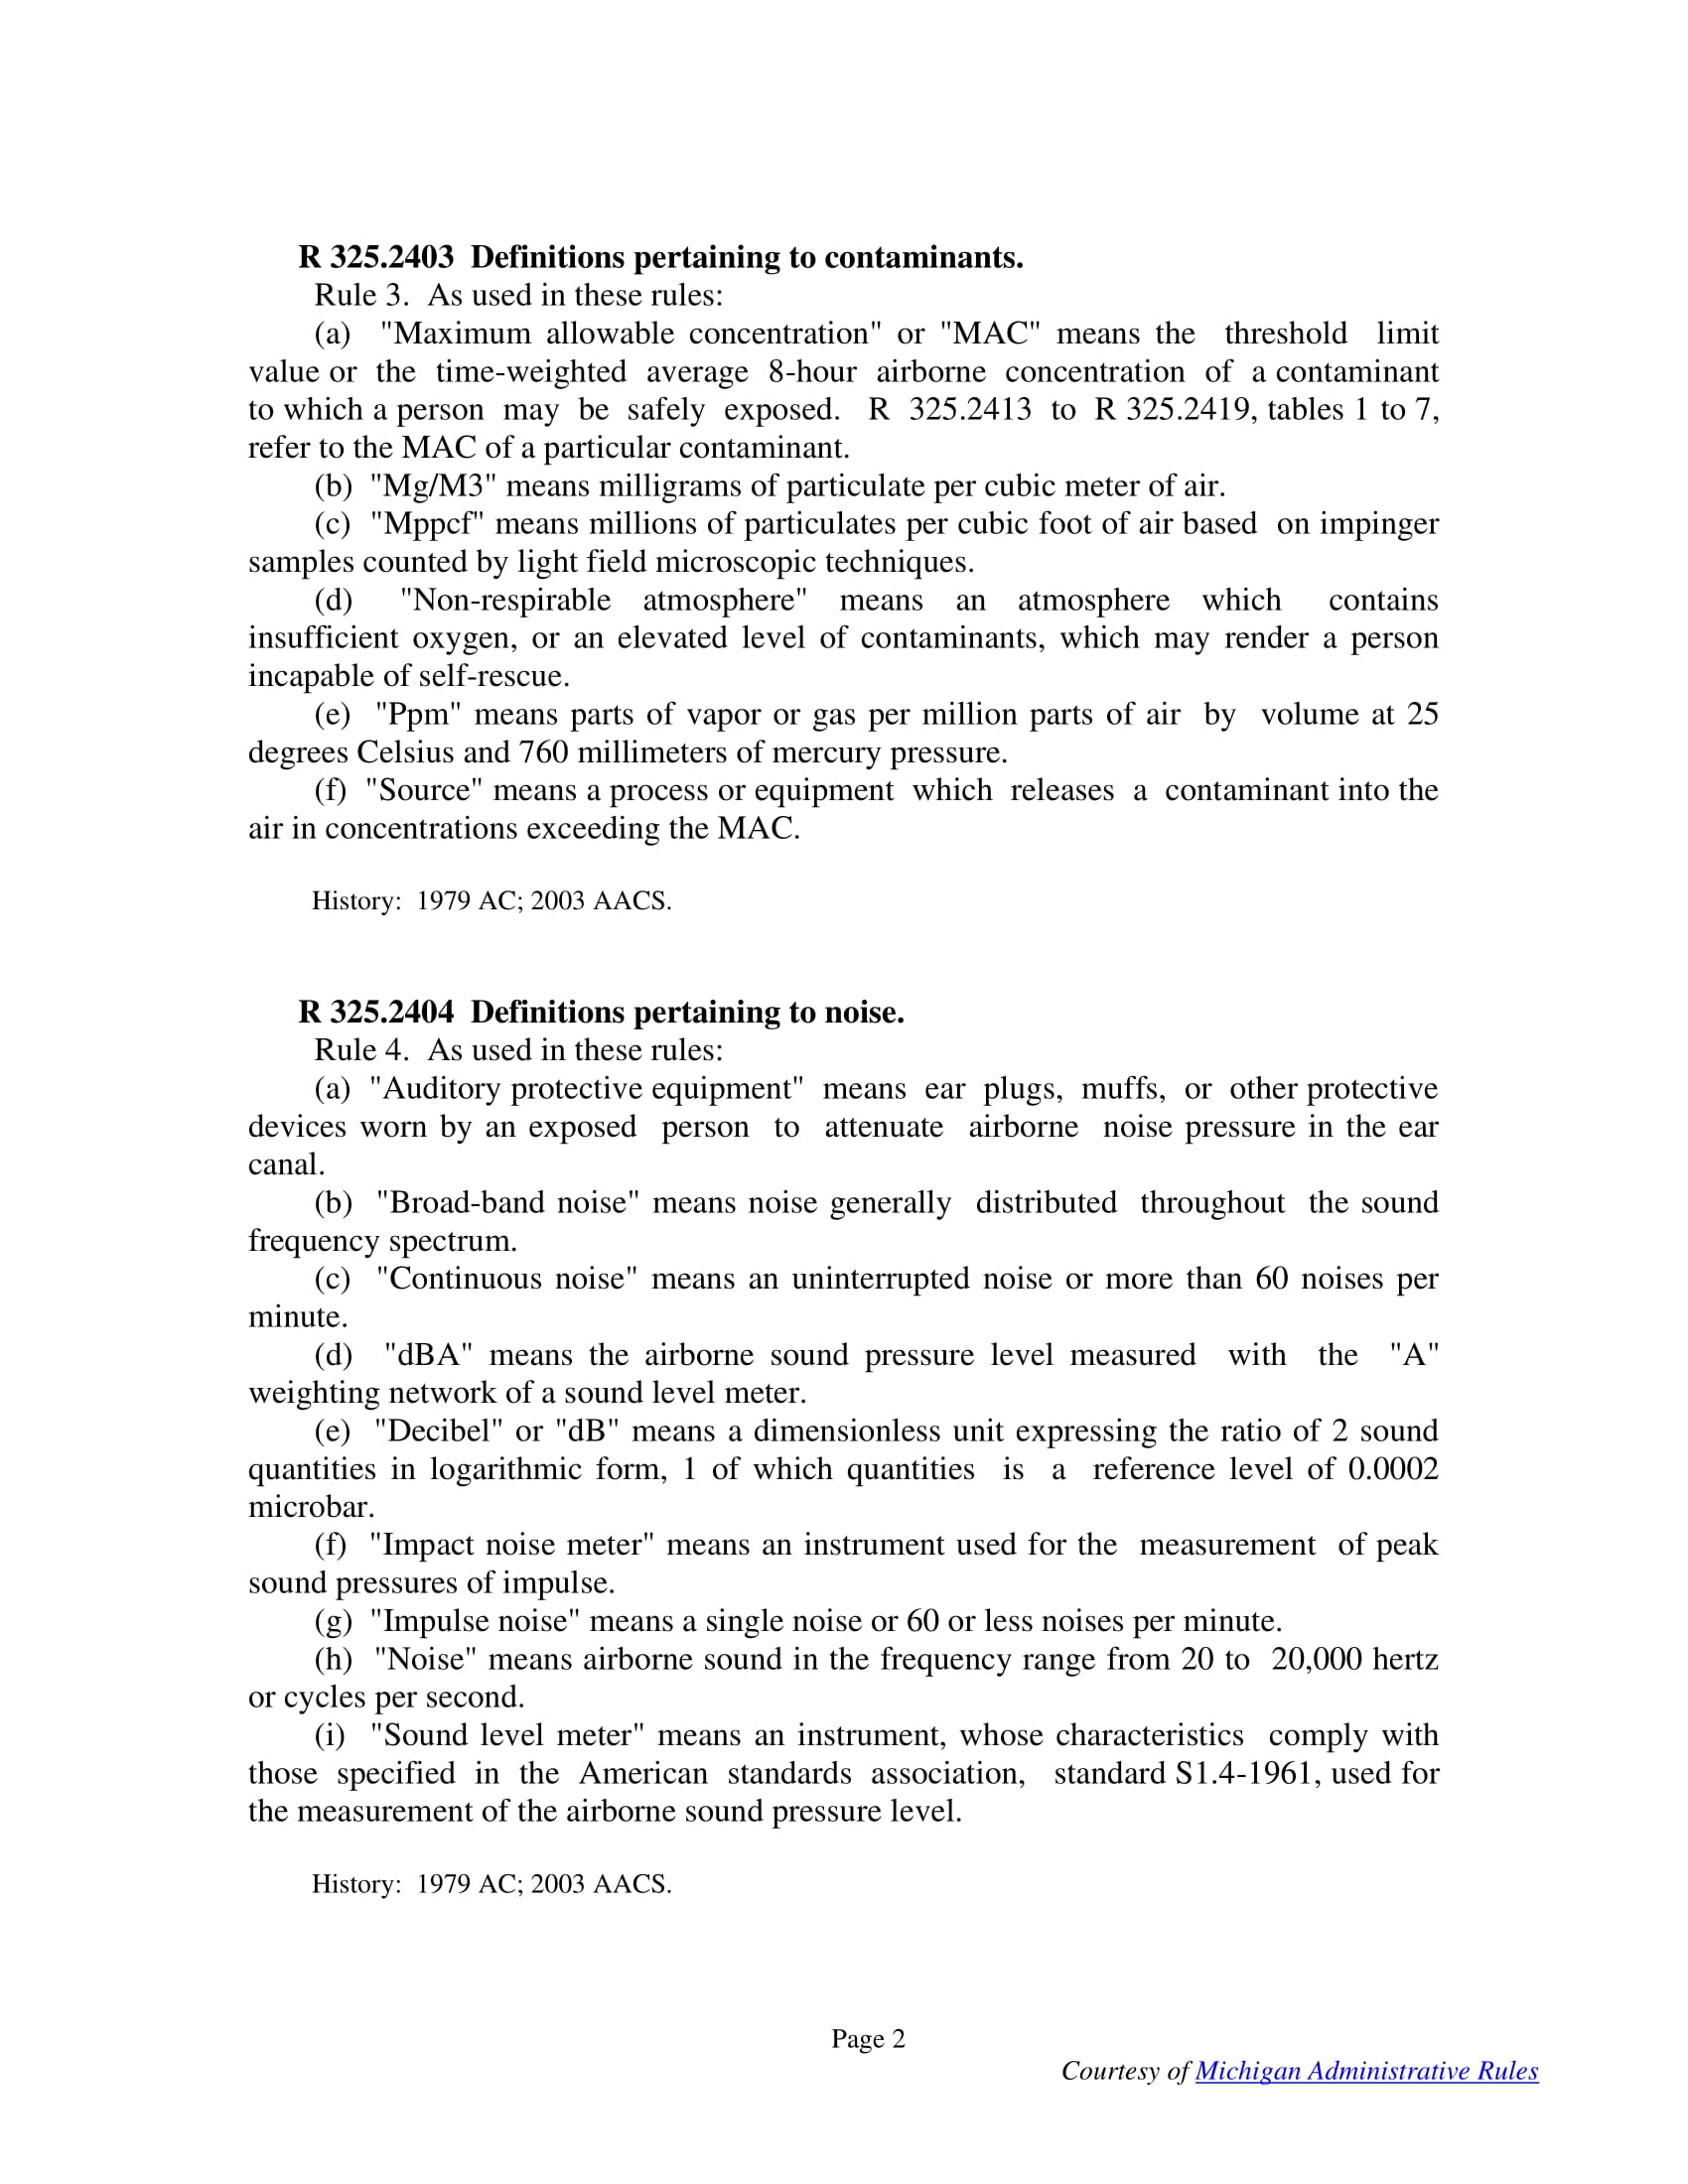 R 325.2403 Definitions pertaining to contaminants.
Rule 3. As used in these rules:
(a) "Maximum allowable concentration" or "MAC" means the threshold limit
value or the time-weighted average 8-hour airborne concentration of a contaminant
to which a person may be safely exposed. R 325.2413 to R 325.2419, tables 1 to 7,
refer to the MAC of a particular contaminant.
(b) "Mg/M3" means milligrams of particulate per cubic meter of air.
(c) "Mppcf" means millions of particulates per cubic foot of air based on impinger
samples counted by light field microscopic techniques.
(d) "Non-respirable atmosphere" means an atmosphere which contains
insufficient oxygen, or an elevated level of contaminants, which may render a person
incapable of self-rescue.
(e) "Ppm" means parts of vapor or gas per million parts of air by volume at 25
degrees Celsius and 760 millimeters of mercury pressure.
(f) "Source" means a process or equipment which releases a contaminant into the
air in concentrations exceeding the MAC.
History: 1979 AC; 2003 AACS.
R 325.2404 Definitions pertaining to noise.
Rule 4. As used in these rules:
(a) "Auditory protective equipment" means ear plugs, muffs, or other protective
devices worn by an exposed person to attenuate airborne noise pressure in the ear
canal.
(b) "Broad-band noise" means noise generally distributed throughout the sound
frequency spectrum.
(c) "Continuous noise" means an uninterrupted noise or more than 60 noises per
minute.
(d) "dBA" means the airborne sound pressure level measured with the "A"
weighting network of a sound level meter.
(e) "Decibel" or "dB" means a dimensionless unit expressing the ratio of 2 sound
quantities in logarithmic form, 1 of which quantities is a reference level of 0.0002
microbar.
(f) "Impact noise meter" means an instrument used for the measurement of peak
sound pressures of impulse.
(g) "Impulse noise" means a single noise or 60 or less noises per minute.
(h) "Noise" means airborne sound in the frequency range from 20 to 20,000 hertz
or cycles per second.
(i) "Sound level meter" means an instrument, whose characteristics comply with
those specified in the American standards association, standard S1.4-1961, used for
the measurement of the airborne sound pressure level.
History: 1979 AC; 2003 AACS.
Page 2
Courtesy of Michigan Administrative Rules